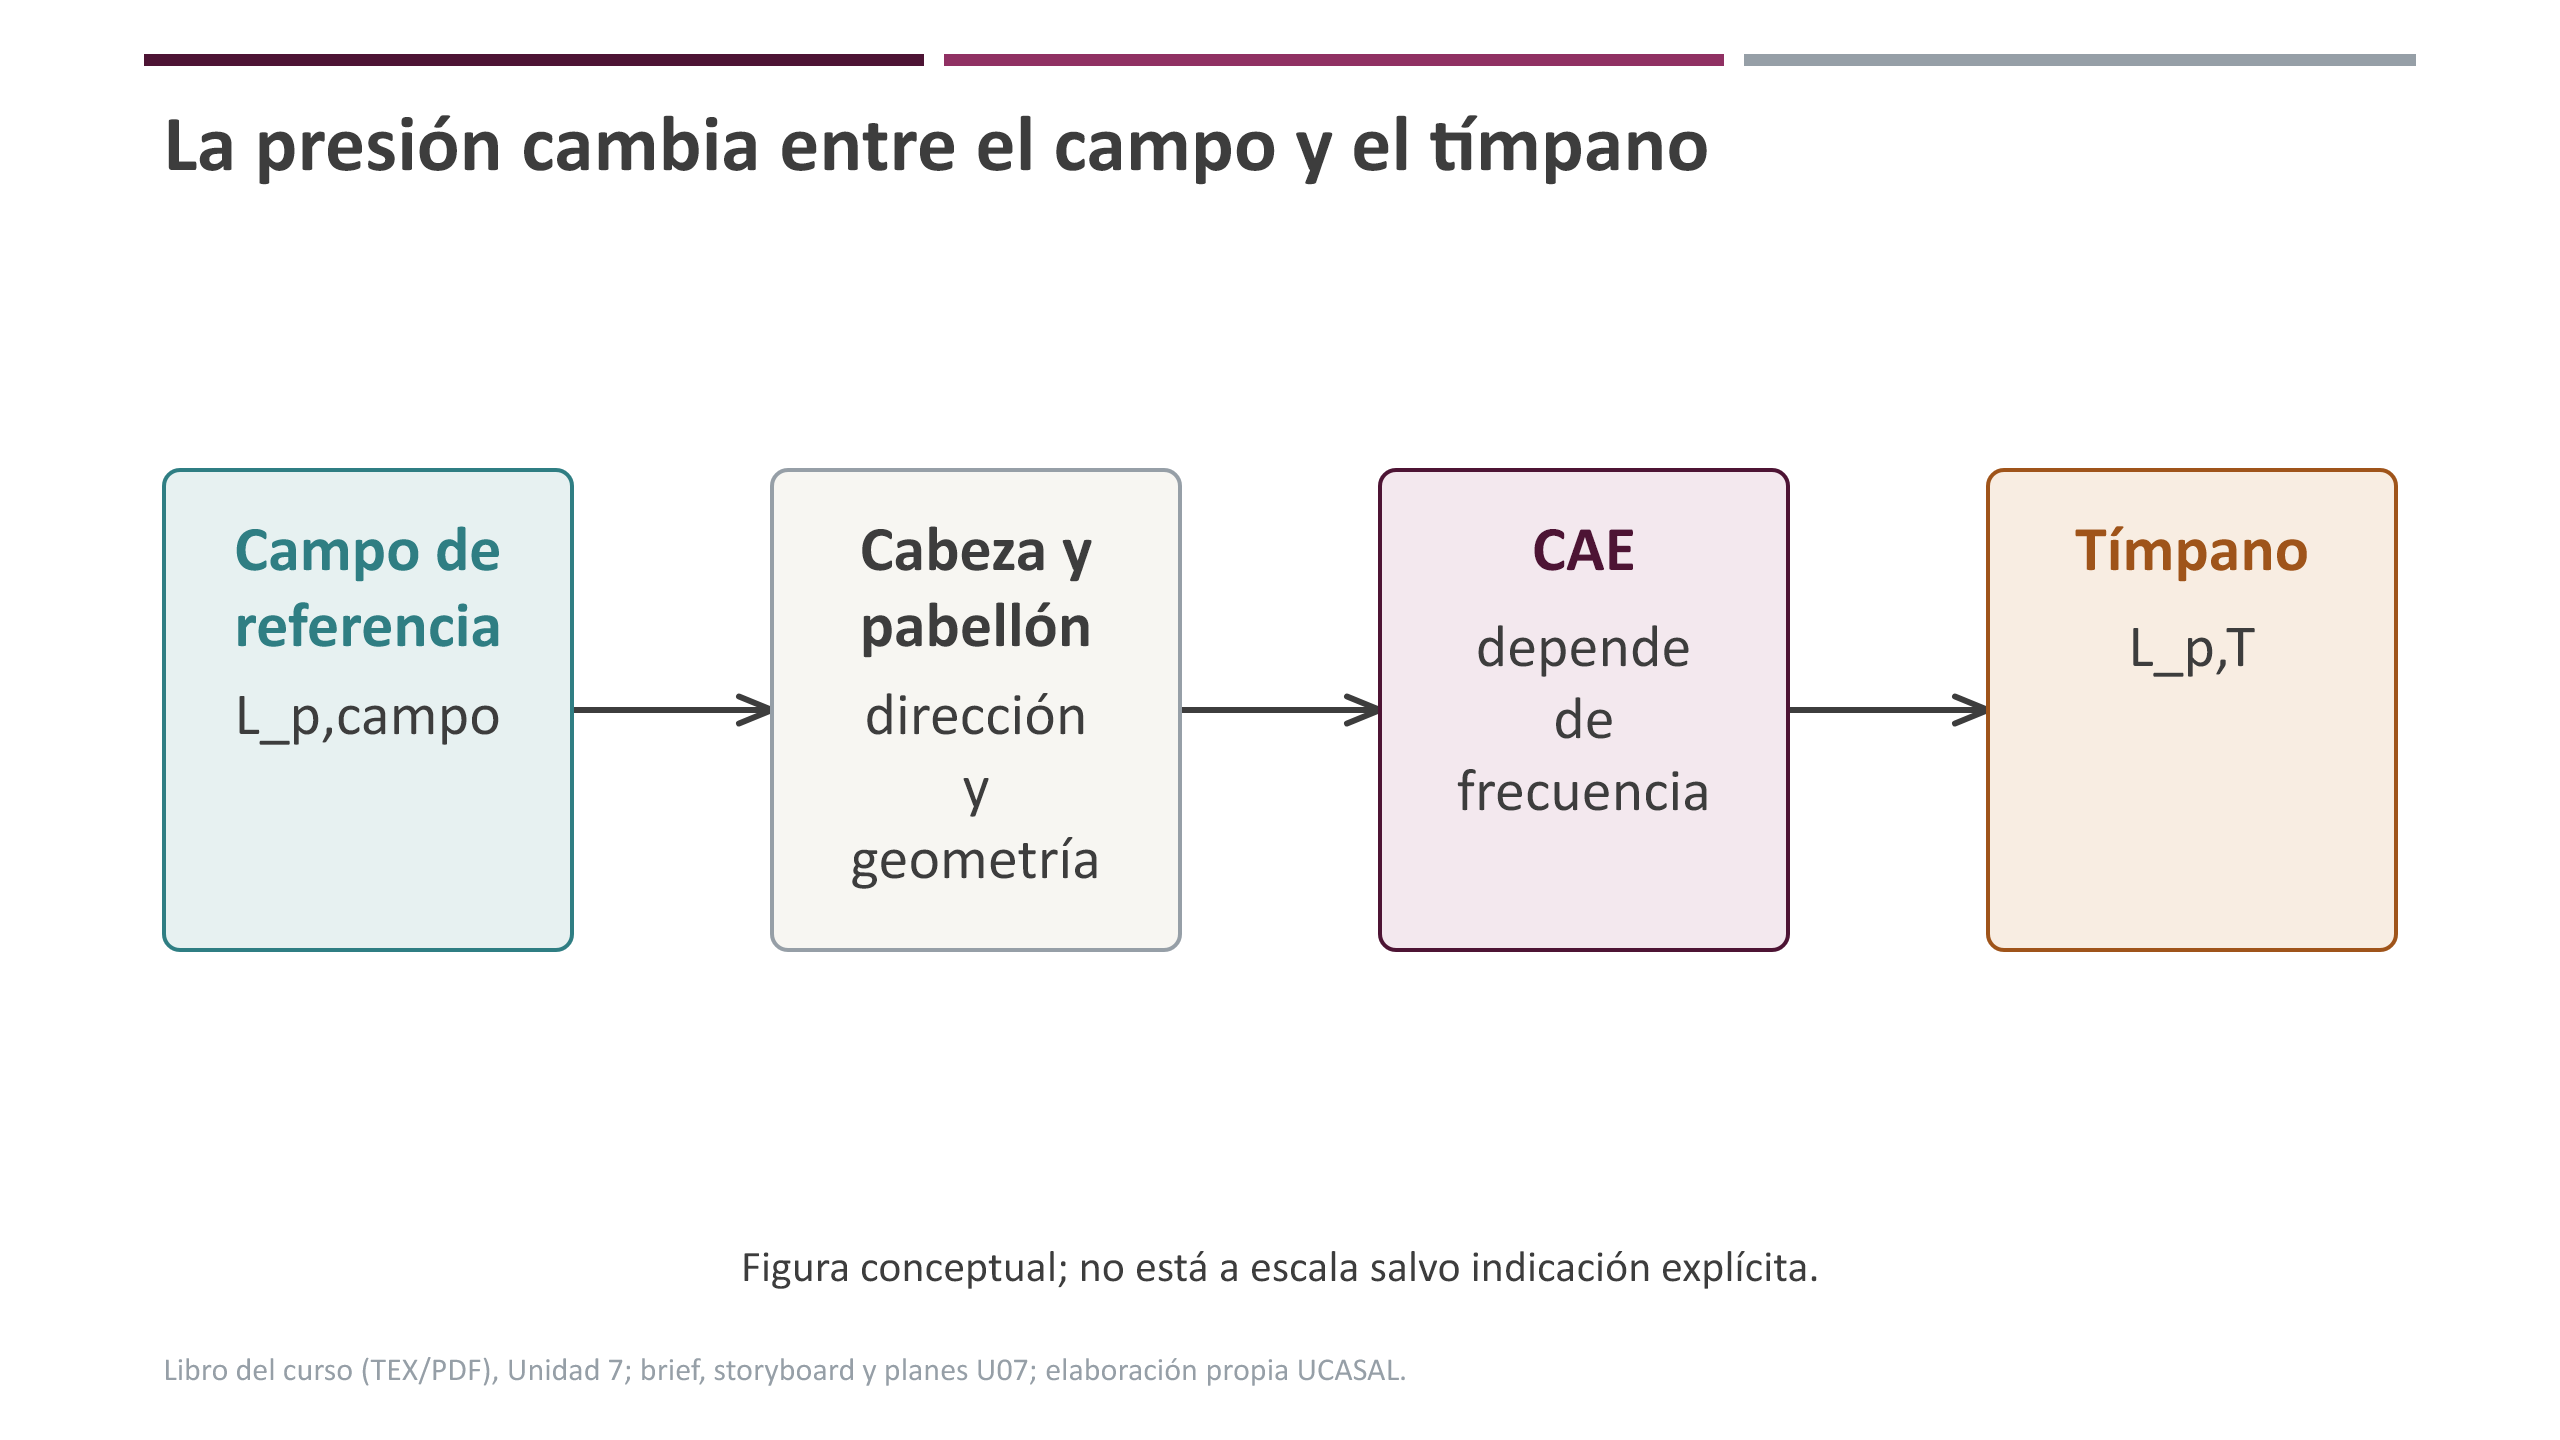 La presión cambia entre el campo y el tímpano
Campo de
referencia
L_p,campo
Cabeza y
pabellón
dirección
y
geometría
CAE
depende
de
frecuencia
Tímpano
L_p,T
Figura conceptual; no está a escala salvo indicación explícita.
Libro del curso (TEX/PDF), Unidad 7; brief, storyboard y planes U07; elaboración propia UCASAL.